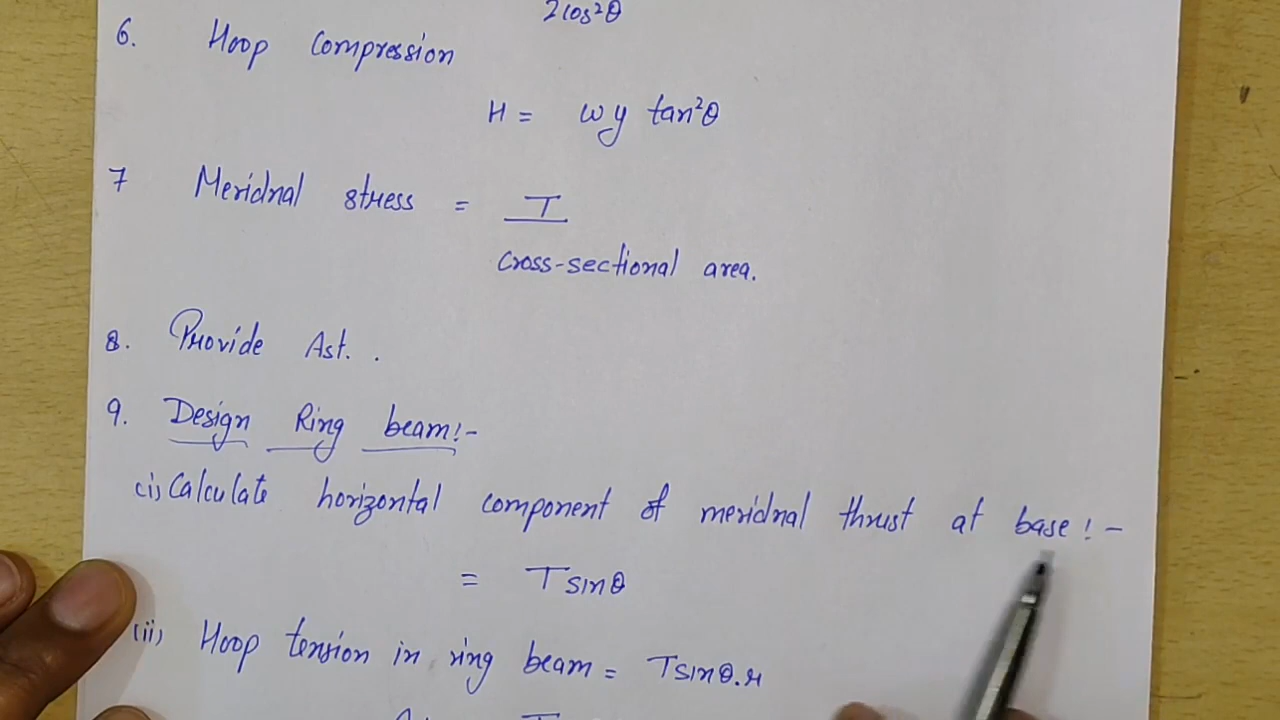 2cos²θ
6. Hoop Compression
H = wy tan²θ
7 Meridnal stress = T
cross-sectional area.
8. Provide Ast. .
9. Design Ring beam:-
(i) Calculate horizontal component of meridnal thrust at base :-
= T sinθ
(ii) Hoop tension in ring beam = T sinθ.r